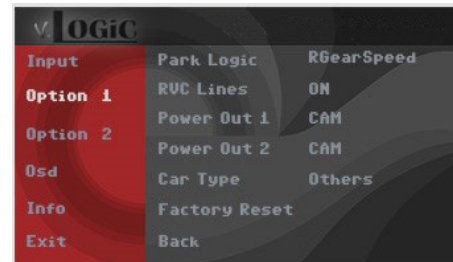 v.LOGiC
Input
Option 1
Option 2
Osd
Info
Exit
Park Logic RGearSpeed
RVC Lines ON
Power Out 1 CAM
Power Out 2 CAM
Car Type Others
Factory Reset
Back